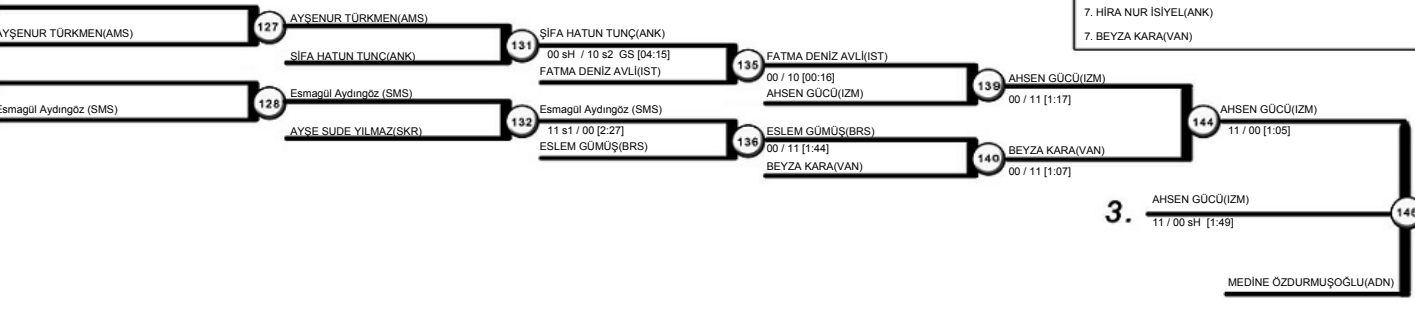 7. HİRA NUR İSİYEL(ANK)
7. BEYZA KARA(VAN)
AYŞENUR TÜRKMEN(AMS)
127
AYŞENUR TÜRKMEN(AMS)
ŞİFA HATUN TUNÇ(ANK)
131
ŞİFA HATUN TUNÇ(ANK)
00 sH / 10 s2 GS [04:15]
FATMA DENİZ AVLİ(IST)
135
FATMA DENİZ AVLİ(IST)
00 / 10 [00:16]
AHSEN GÜCÜ(IZM)
139
AHSEN GÜCÜ(IZM)
00 / 11 [1:17]
Esmagül Aydıngöz (SMS)
128
Esmagül Aydıngöz (SMS)
AYŞE SUDE YILMAZ(SKR)
132
Esmagül Aydıngöz (SMS)
11 s1 / 00 [2:27]
ESLEM GÜMÜŞ(BRS)
136
ESLEM GÜMÜŞ(BRS)
00 / 11 [1:44]
BEYZA KARA(VAN)
140
BEYZA KARA(VAN)
00 / 11 [1:07]
144
AHSEN GÜCÜ(IZM)
11 / 00 [1:05]
3.
AHSEN GÜCÜ(IZM)
11 / 00 sH [1:49]
146
MEDİNE ÖZDURMUŞOĞLU(ADN)